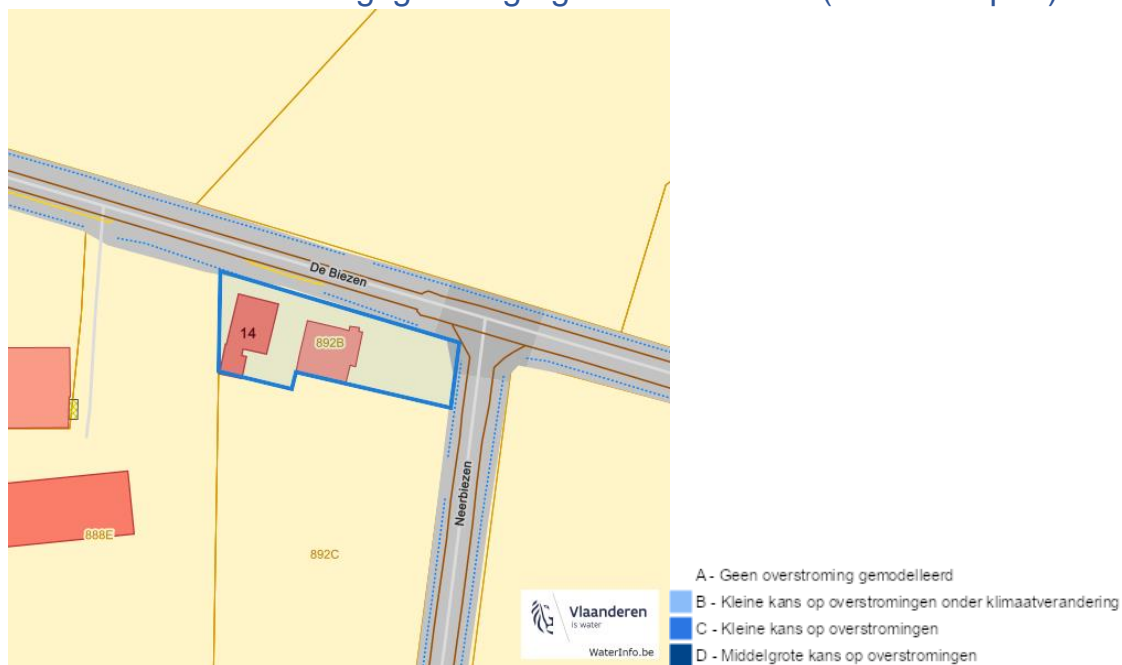 De Biezen
14
892B
Neerbiezen
888E
892C
Vlaanderen
is water
WaterInfo.be
A - Geen overstroming gemodelleerd
B - Kleine kans op overstromingen onder klimaatverandering
C - Kleine kans op overstromingen
D - Middelgrote kans op overstromingen